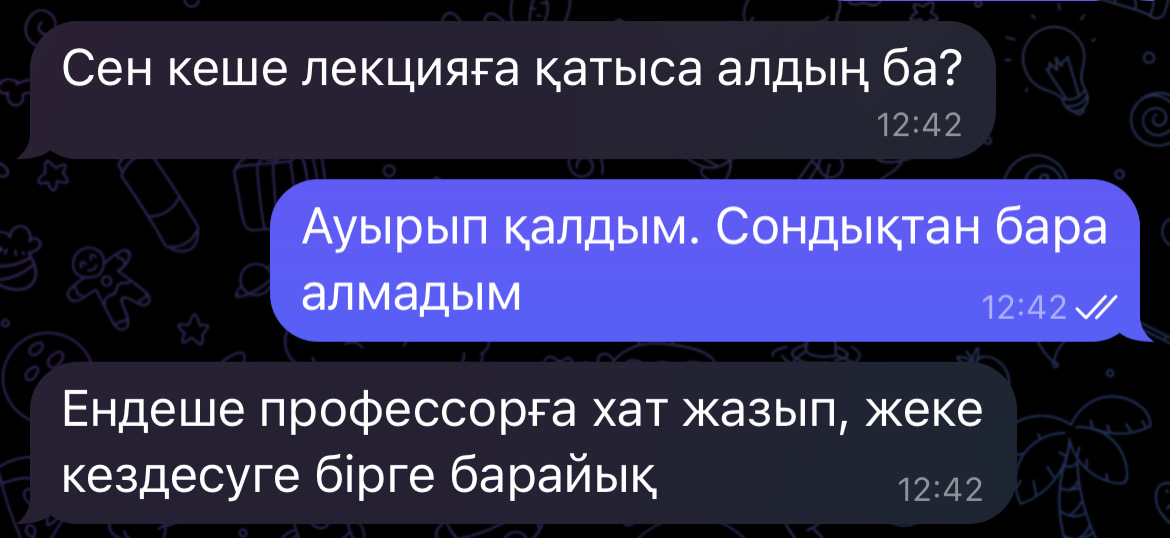 Сен кеше лекцияға қатыса алдың ба?
12:42
Ауырып қалдым. Сондықтан бара
алмадым
12:42
Ендеше профессорға хат жазып, жеке
кездесуге бірге барайық
12:42